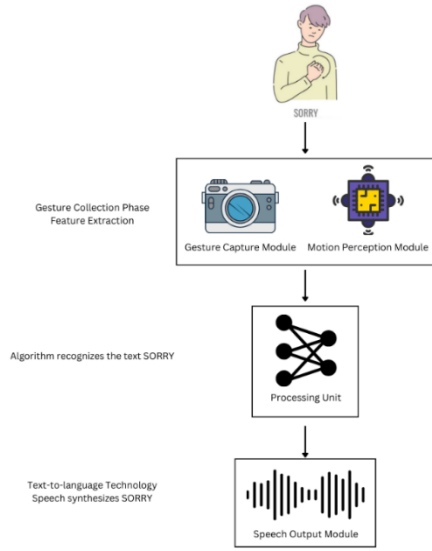 SORRY
Gesture Collection Phase
Feature Extraction
Gesture Capture Module
Motion Perception Module
Algorithm recognizes the text SORRY
Processing Unit
Text-to-language Technology
Speech synthesizes SORRY
Speech Output Module